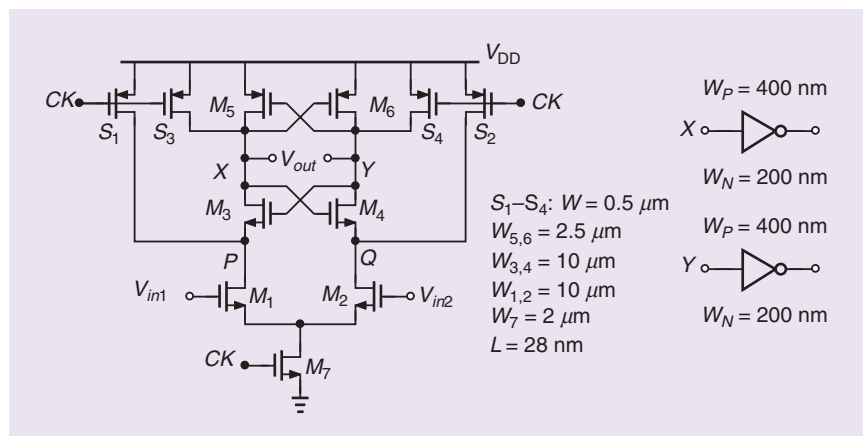 V_DD
CK
S_1
S_3
M_5
M_6
S_4
S_2
CK
X
V_out
Y
M_3
M_4
P
Q
V_in1
M_1
M_2
V_in2
CK
M_7
S_1–S_4: W = 0.5 μm
W_5,6 = 2.5 μm
W_3,4 = 10 μm
W_1,2 = 10 μm
W_7 = 2 μm
L = 28 nm
W_P = 400 nm
X
W_N = 200 nm
W_P = 400 nm
Y
W_N = 200 nm